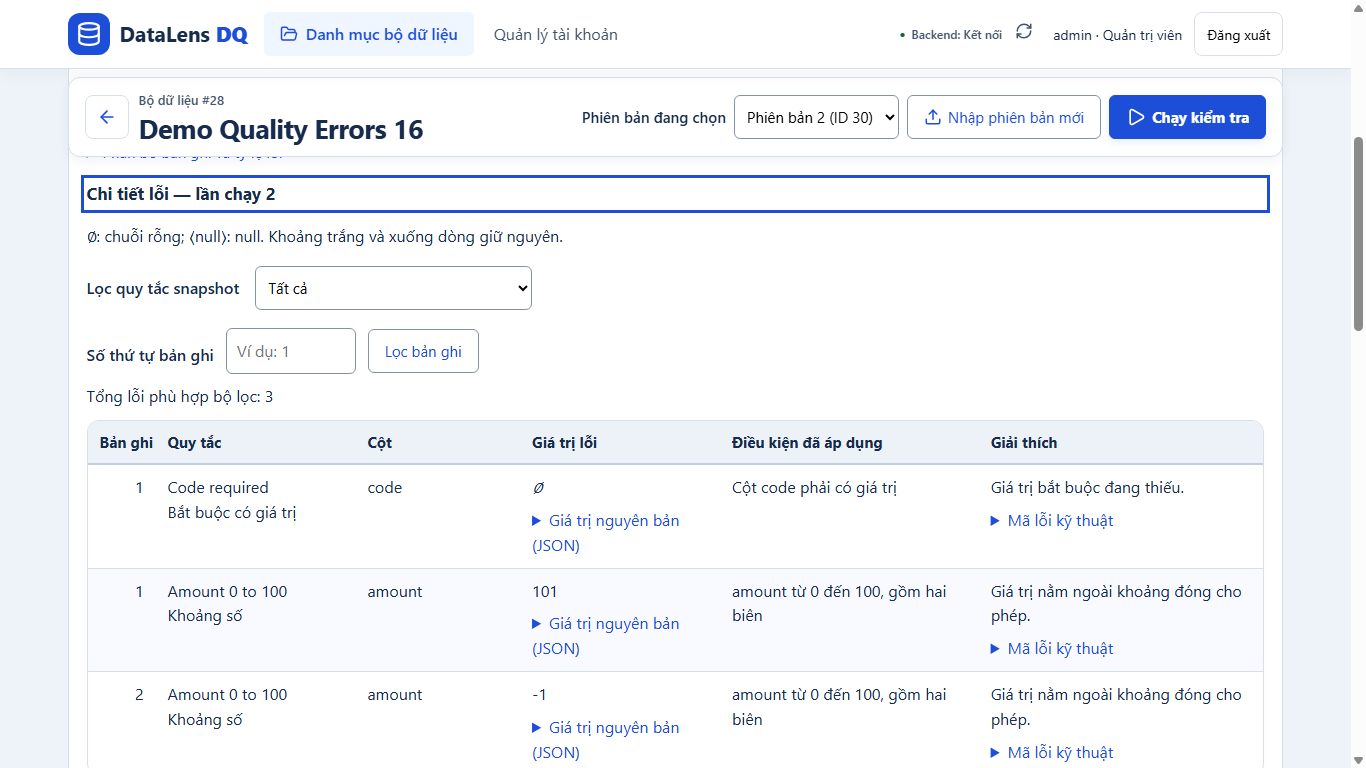 DataLens DQ
Danh mục bộ dữ liệu
Quản lý tài khoản
• Backend: Kết nối
admin · Quản trị viên
Đăng xuất
Bộ dữ liệu #28
Demo Quality Errors 16
Phiên bản đang chọn
Phiên bản 2 (ID 30)
Nhập phiên bản mới
Chạy kiểm tra
Chi tiết lỗi — lần chạy 2
Ø: chuỗi rỗng; ⟨null⟩: null. Khoảng trắng và xuống dòng giữ nguyên.
Lọc quy tắc snapshot
Tất cả
Số thứ tự bản ghi
Ví dụ: 1
Lọc bản ghi
Tổng lỗi phù hợp bộ lọc: 3
Bản ghi Quy tắc Cột Giá trị lỗi Điều kiện đã áp dụng Giải thích
1 Code required code Ø Cột code phải có giá trị Giá trị bắt buộc đang thiếu.
Bắt buộc có giá trị
▶ Giá trị nguyên bản ▶ Mã lỗi kỹ thuật
(JSON)
1 Amount 0 to 100 amount 101 amount từ 0 đến 100, gồm hai Giá trị nằm ngoài khoảng đóng cho
Khoảng số biên phép.
▶ Giá trị nguyên bản
(JSON) ▶ Mã lỗi kỹ thuật
2 Amount 0 to 100 amount -1 amount từ 0 đến 100, gồm hai Giá trị nằm ngoài khoảng đóng cho
Khoảng số biên phép.
▶ Giá trị nguyên bản
(JSON) ▶ Mã lỗi kỹ thuật